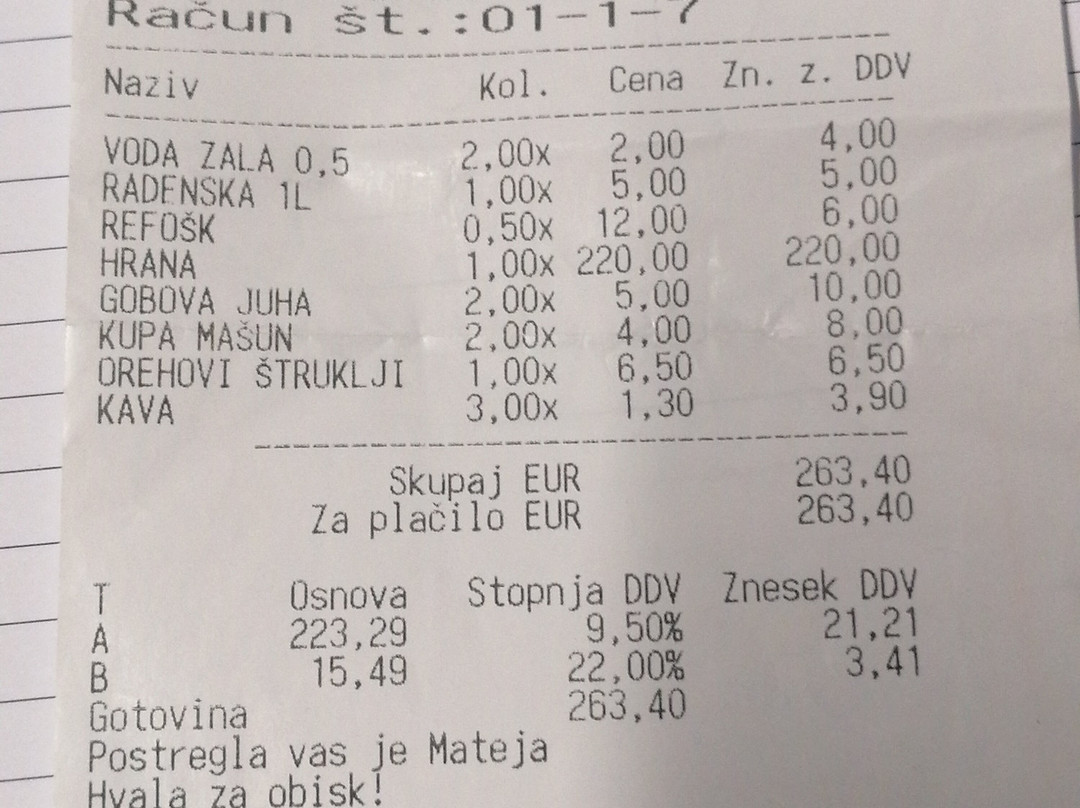 Račun št.:01-1-7
Naziv Kol. Cena Zn. z. DDV
VODA ZALA 0,5 2,00x 2,00 4,00
RADENSKA 1L 1,00x 5,00 5,00
REFOŠK 0,50x 12,00 6,00
HRANA 1,00x 220,00 220,00
GOBOVA JUHA 2,00x 5,00 10,00
KUPA MAŠUN 2,00x 4,00 8,00
OREHOVI ŠTRUKLJI 1,00x 6,50 6,50
KAVA 3,00x 1,30 3,90
Skupaj EUR 263,40
Za plačilo EUR 263,40
T Osnova Stopnja DDV Znesek DDV
A 223,29 9,50% 21,21
B 15,49 22,00% 3,41
Gotovina 263,40
Postregla vas je Mateja
Hvala za obisk!